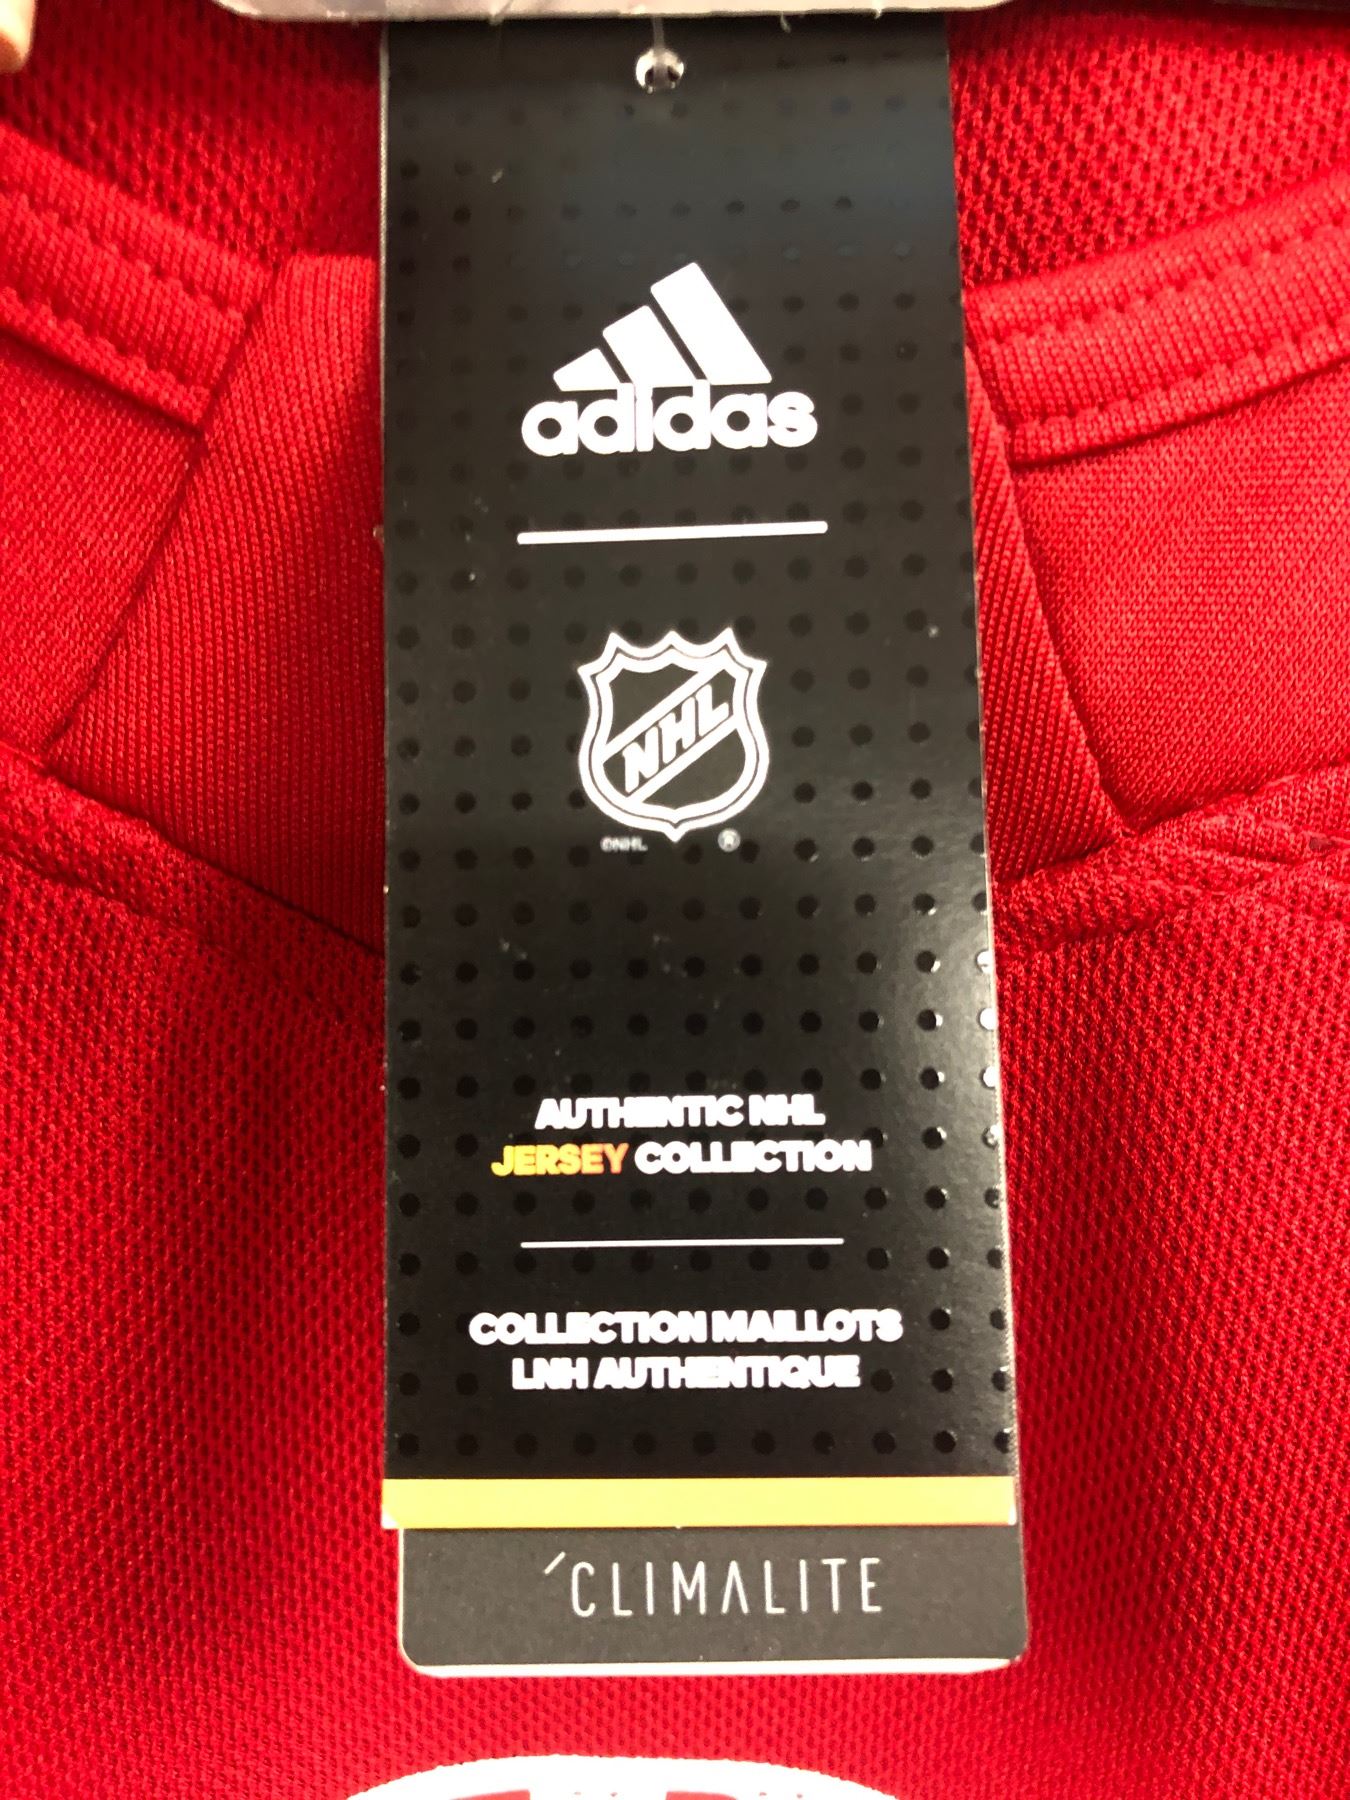 adidas
NHL
©NHL ®
AUTHENTIC NHL
JERSEY COLLECTION
COLLECTION MAILLOTS
LNH AUTHENTIQUE
´CLIMALITE